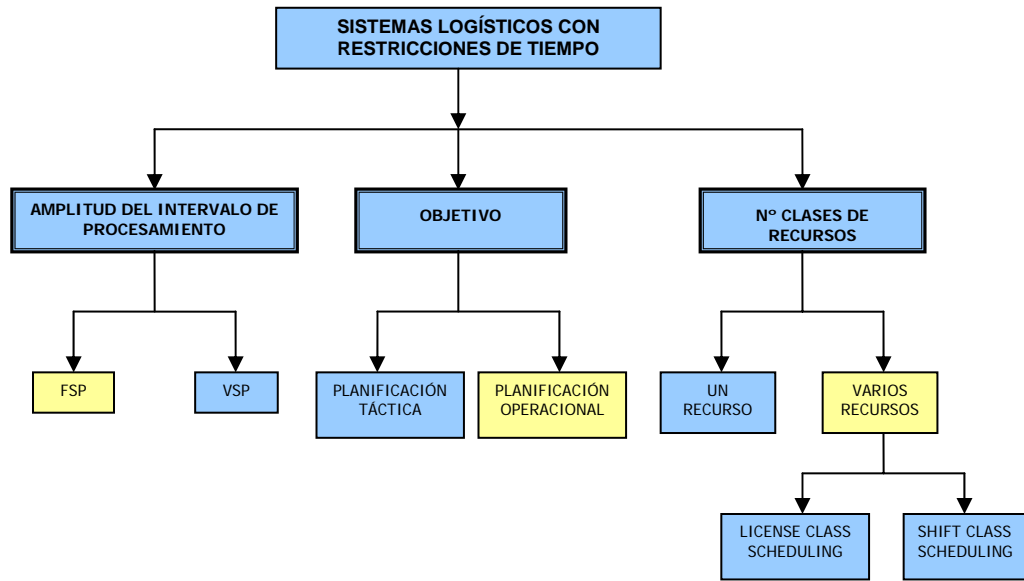 SISTEMAS LOGÍSTICOS CON
RESTRICCIONES DE TIEMPO
AMPLITUD DEL INTERVALO DE
PROCESAMIENTO
OBJETIVO
Nº CLASES DE
RECURSOS
FSP
VSP
PLANIFICACIÓN
TÁCTICA
PLANIFICACIÓN
OPERACIONAL
UN
RECURSO
VARIOS
RECURSOS
LICENSE CLASS
SCHEDULING
SHIFT CLASS
SCHEDULING